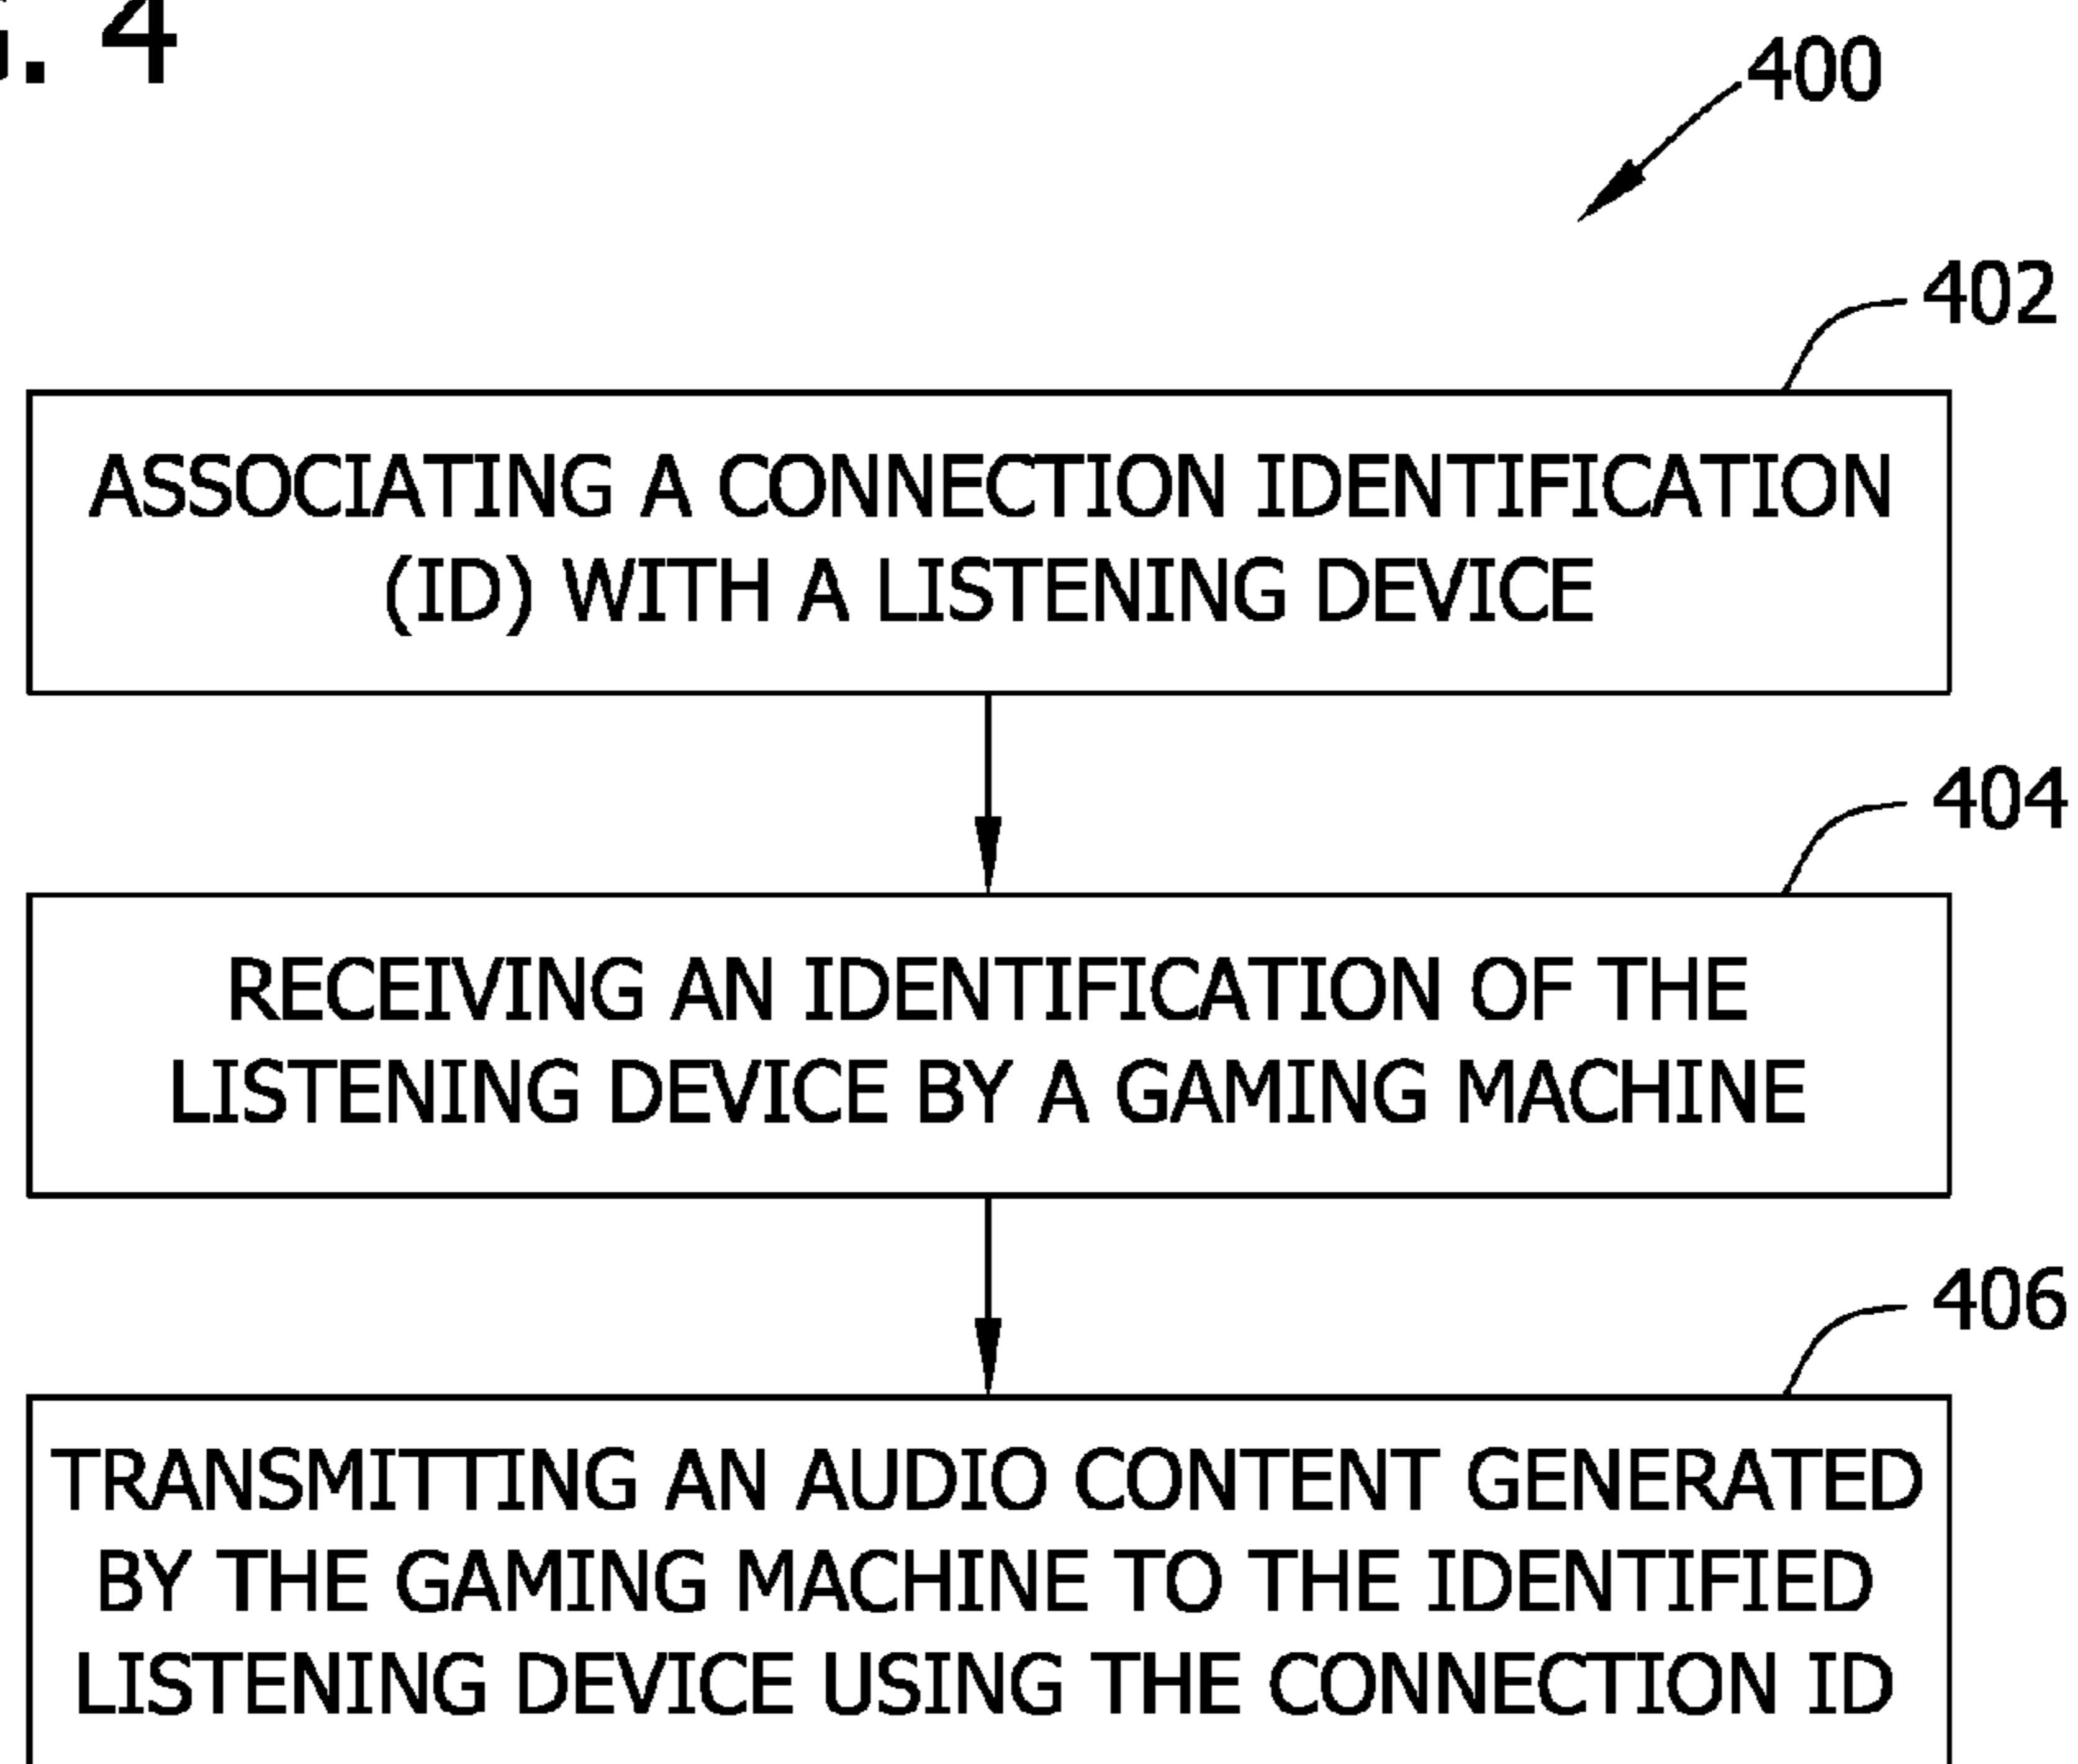 . 4
400
402
ASSOCIATING A CONNECTION IDENTIFICATION
(ID) WITH A LISTENING DEVICE
404
RECEIVING AN IDENTIFICATION OF THE
LISTENING DEVICE BY A GAMING MACHINE
406
TRANSMITTING AN AUDIO CONTENT GENERATED
BY THE GAMING MACHINE TO THE IDENTIFIED
LISTENING DEVICE USING THE CONNECTION ID